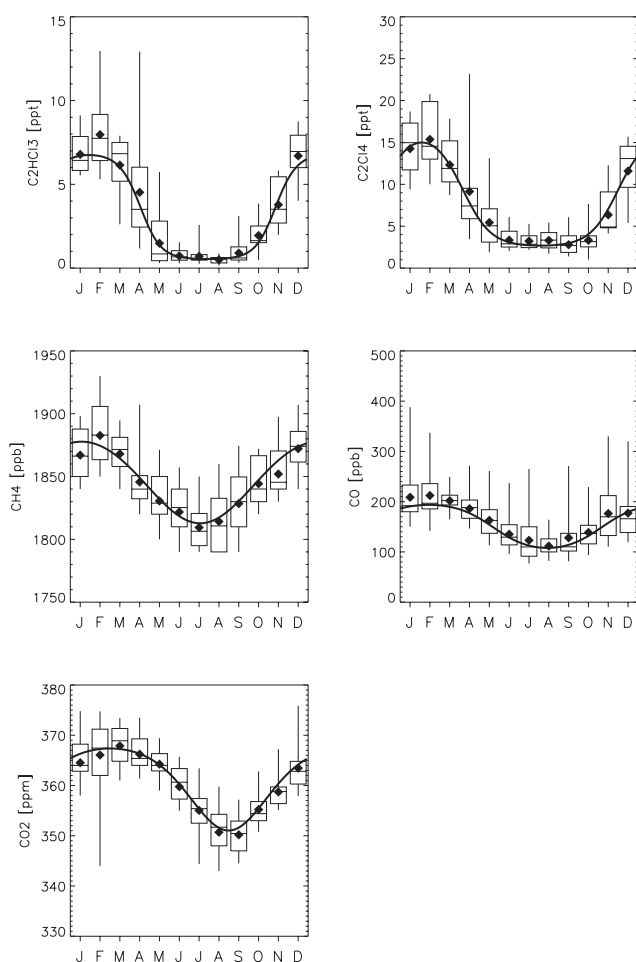 C2HCl3 [ppt]
15
10
5
0
J F M A M J J A S O N D
C2Cl4 [ppt]
30
25
20
15
10
5
0
J F M A M J J A S O N D
CH4 [ppb]
1950
1900
1850
1800
1750
J F M A M J J A S O N D
CO [ppb]
500
400
300
200
100
0
J F M A M J J A S O N D
CO2 [ppm]
380
370
360
350
340
330
J F M A M J J A S O N D